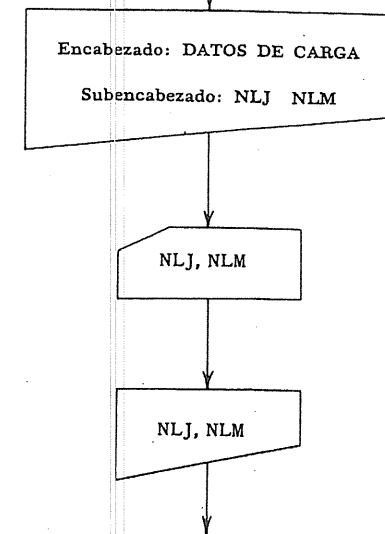 Encabezado: DATOS DE CARGA
Subencabezado: NLJ NLM
NLJ, NLM
NLJ, NLM